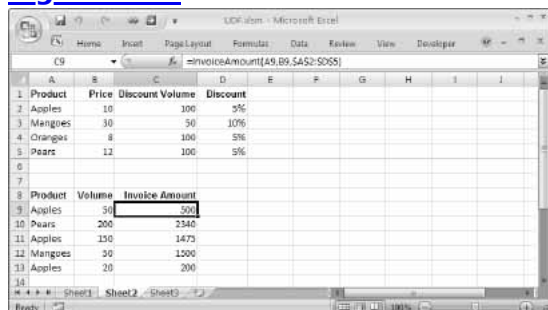 UDF.xlsm - Microsoft Excel
Home Insert Page Layout Formulas Data Review View Developer
C9 fx =InvoiceAmount(A9,B9,$A$2:$D$5)
A B C D E F G H I J
1 Product Price Discount Volume Discount
2 Apples 10 100 5%
3 Mangoes 30 50 10%
4 Oranges 8 100 5%
5 Pears 12 100 5%
6
7
8 Product Volume Invoice Amount
9 Apples 50 500
10 Pears 200 2340
11 Apples 150 1475
12 Mangoes 50 1500
13 Apples 20 200
14
Sheet1 Sheet2 Sheet3
Ready 100%